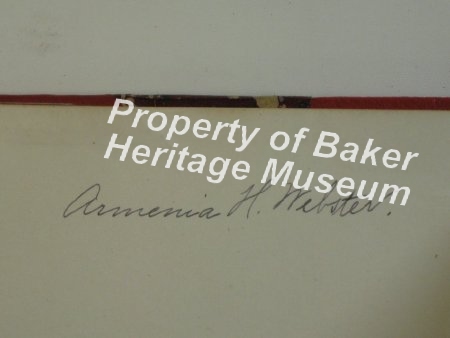 Property of Baker
Heritage Museum
Armenia H. Webster.